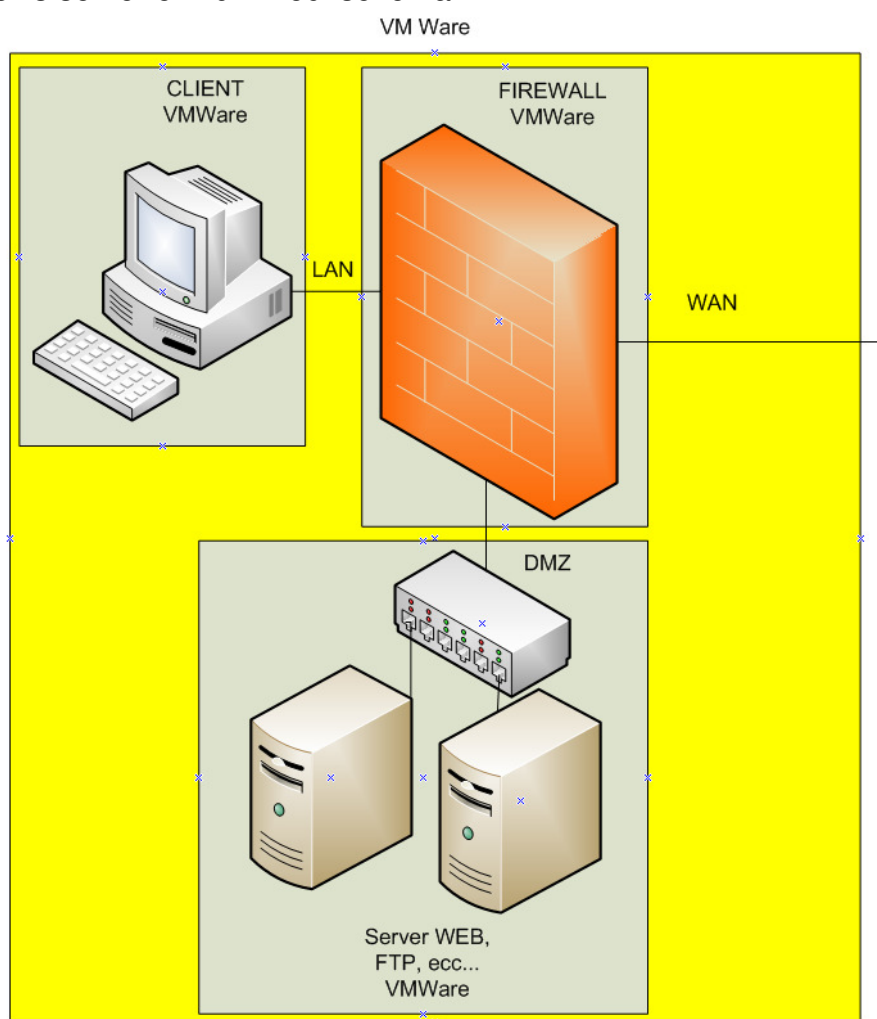 VM Ware
CLIENT
VMWare
FIREWALL
VMWare
LAN
WAN
DMZ
Server WEB,
FTP, ecc...
VMWare